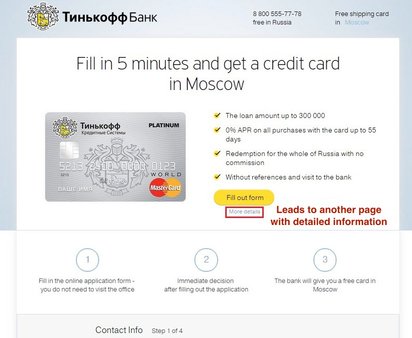 Тинькофф Банк
8 800 555-77-78
free in Russia
Free shipping card
in Moscow
Fill in 5 minutes and get a credit card
in Moscow
Тинькофф
Кредитные Системы
PLATINUM
5213 0123
5213
WORLD
ВАШЕ ИМЯ
MasterCard
The loan amount up to 300 000
0% APR on all purchases with the card up to 55
days
Redemption for the whole of Russia with no
commission
Without references and visit to the bank
Fill out form
More details
Leads to another page
with detailed information
1
Fill in the online application form -
you do not need to visit the office
2
Immediate decision
after filling out the application
3
The bank will give you a free card in
Moscow
Contact Info Step 1 of 4